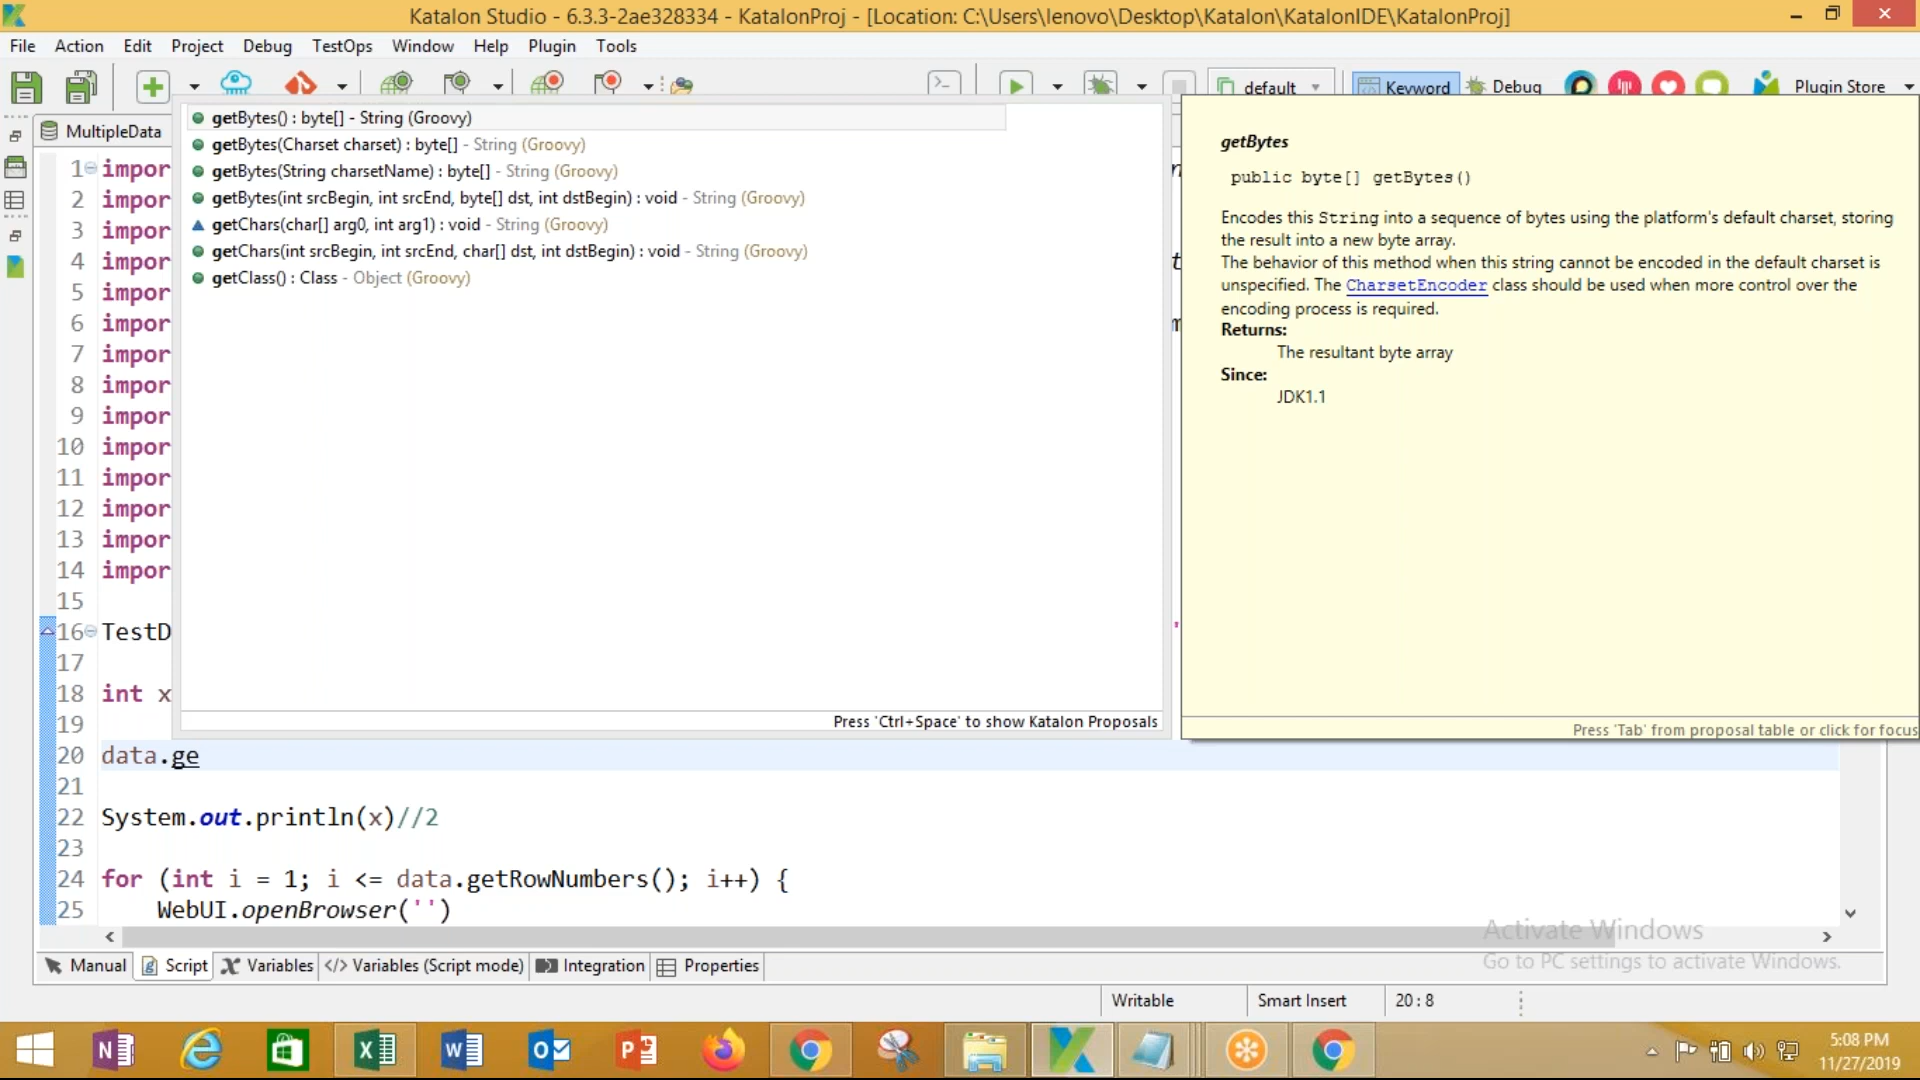 Katalon Studio - 6.3.3-2ae328334 - KatalonProj - [Location: C:\Users\lenovo\Desktop\Katalon\KatalonIDE\KatalonProj]
File Action Edit Project Debug TestOps Window Help Plugin Tools
default Keyword Debug Plugin Store
MultipleData
getBytes() : byte[] - String (Groovy)
getBytes(Charset charset) : byte[] - String (Groovy)
getBytes(String charsetName) : byte[] - String (Groovy)
getBytes(int srcBegin, int srcEnd, byte[] dst, int dstBegin) : void - String (Groovy)
getChars(char[] arg0, int arg1) : void - String (Groovy)
getChars(int srcBegin, int srcEnd, char[] dst, int dstBegin) : void - String (Groovy)
getClass() : Class - Object (Groovy)
Press 'Ctrl+Space' to show Katalon Proposals
getBytes
public byte[] getBytes()
Encodes this String into a sequence of bytes using the platform's default charset, storing
the result into a new byte array.
The behavior of this method when this string cannot be encoded in the default charset is
unspecified. The CharsetEncoder class should be used when more control over the
encoding process is required.
Returns:
The resultant byte array
Since:
JDK1.1
Press 'Tab' from proposal table or click for focus
1 impor
2 impor
3 impor
4 impor
5 impor
6 impor
7 impor
8 impor
9 impor
10 impor
11 impor
12 impor
13 impor
14 impor
15
16 TestD
17
18 int x
19
20 data.ge
21
22 System.out.println(x)//2
23
24 for (int i = 1; i <= data.getRowNumbers(); i++) {
25 WebUI.openBrowser('')
Activate Windows
Go to PC settings to activate Windows.
Manual Script Variables </> Variables (Script mode) Integration Properties
Writable Smart Insert 20 : 8
5:08 PM
11/27/2019